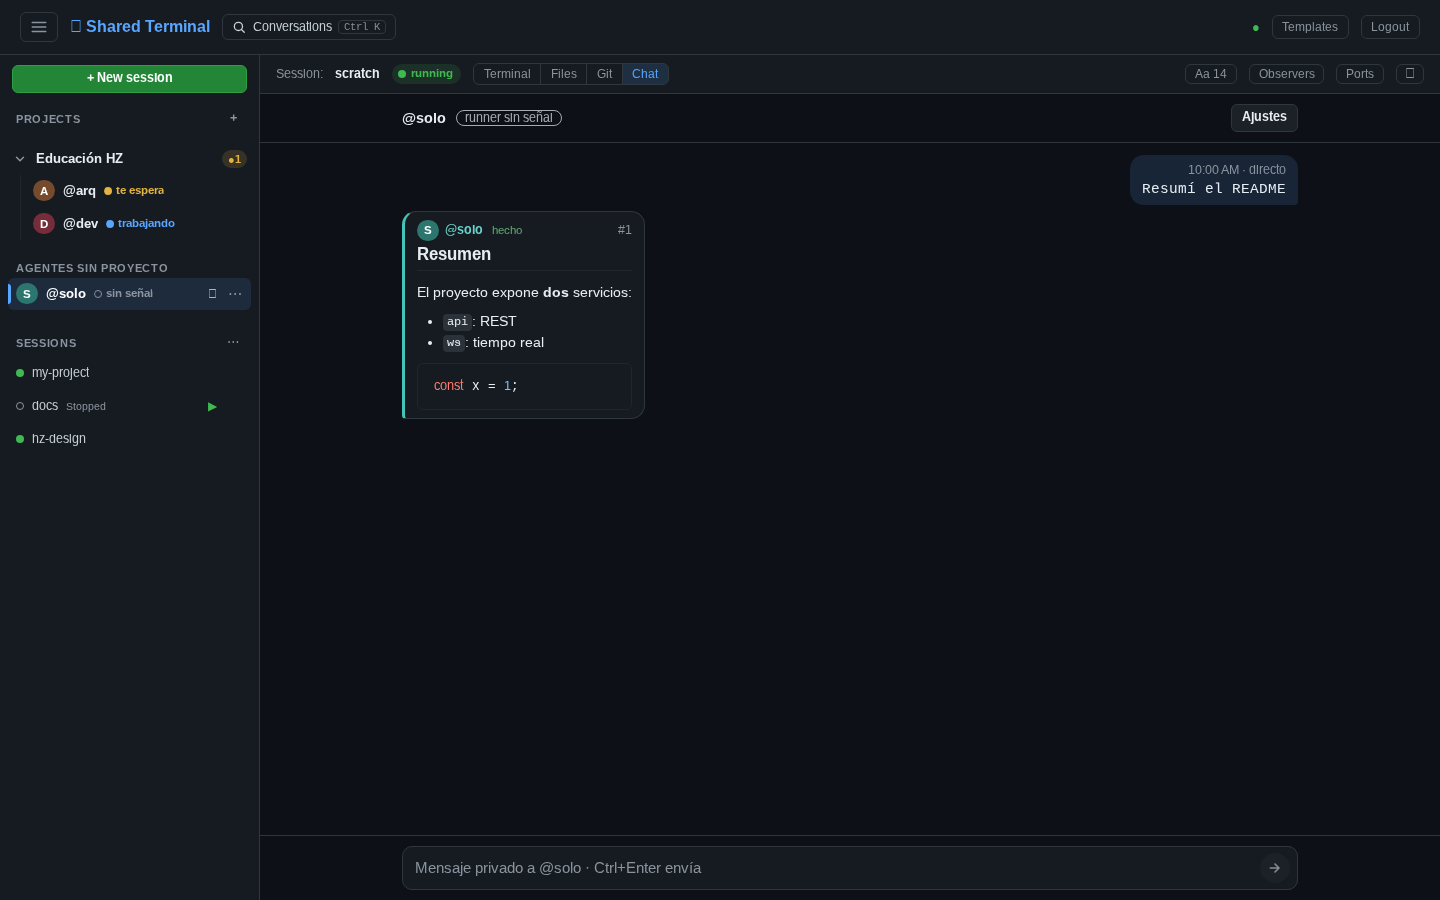 Shared Terminal
Conversations Ctrl K
Templates
Logout
+ New session
PROJECTS +
Educación HZ ●1
A @arq te espera
D @dev trabajando
AGENTES SIN PROYECTO
S @solo sin señal ···
SESSIONS ···
my-project
docs Stopped
hz-design
Session: scratch running
Terminal Files Git Chat
Aa 14
Observers
Ports
@solo runner sin señal
Ajustes
10:00 AM · directo
Resumí el README
S @solo hecho #1
Resumen
El proyecto expone dos servicios:
• api: REST
• ws: tiempo real
const x = 1;
Mensaje privado a @solo · Ctrl+Enter envía